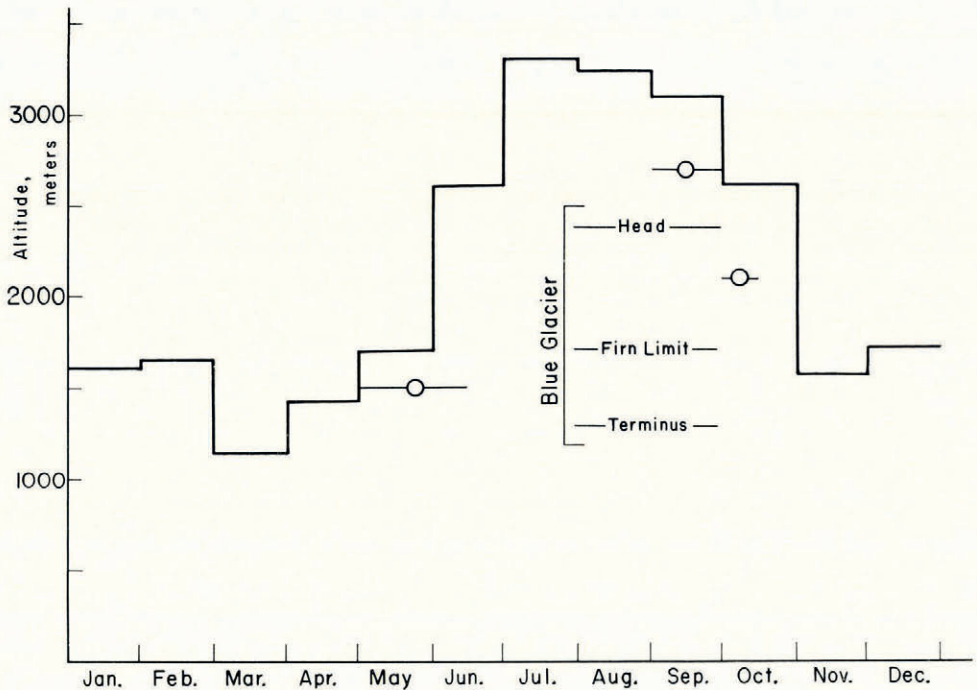 Altitude,
meters
3000
2000
1000
Blue Glacier
Head
Firn Limit
Terminus
Jan. Feb. Mar. Apr. May Jun. Jul. Aug. Sep. Oct. Nov. Dec.